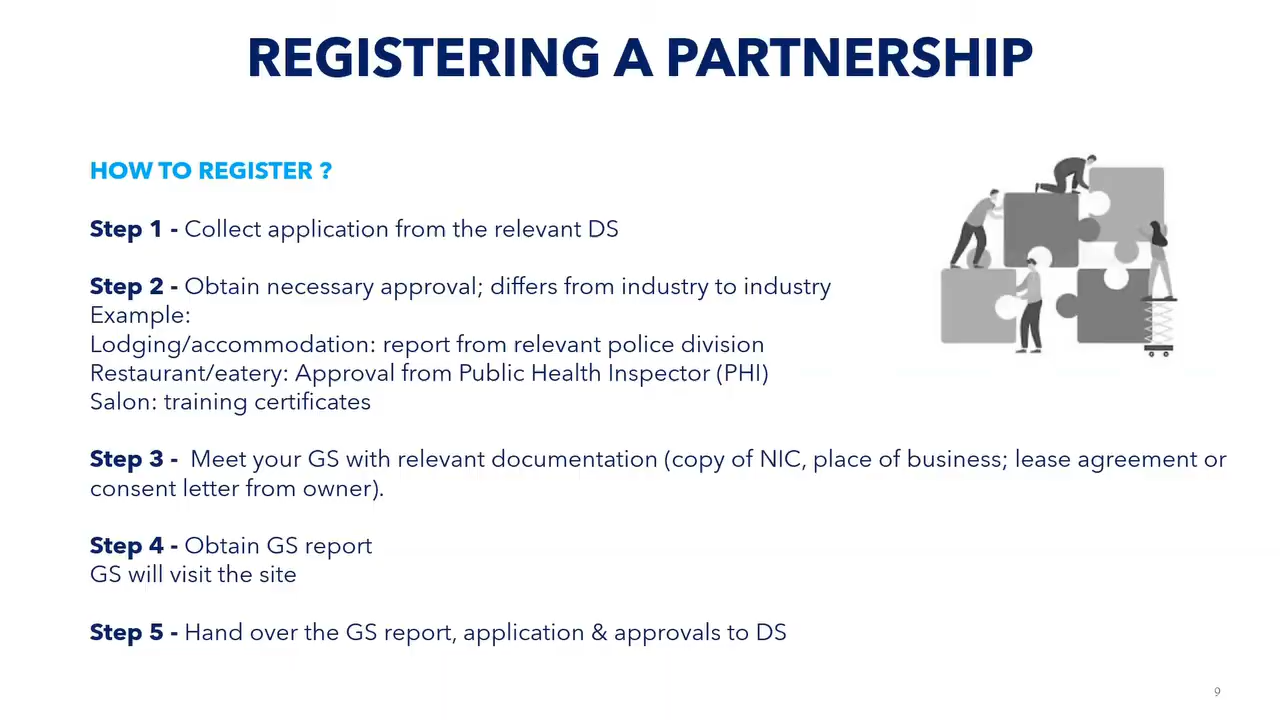 REGISTERING A PARTNERSHIP
HOW TO REGISTER ?
Step 1 - Collect application from the relevant DS
Step 2 - Obtain necessary approval; differs from industry to industry
Example:
Lodging/accommodation: report from relevant police division
Restaurant/eatery: Approval from Public Health Inspector (PHI)
Salon: training certificates
Step 3 -  Meet your GS with relevant documentation (copy of NIC, place of business; lease agreement or
consent letter from owner).
Step 4 - Obtain GS report
GS will visit the site
Step 5 - Hand over the GS report, application & approvals to DS
9